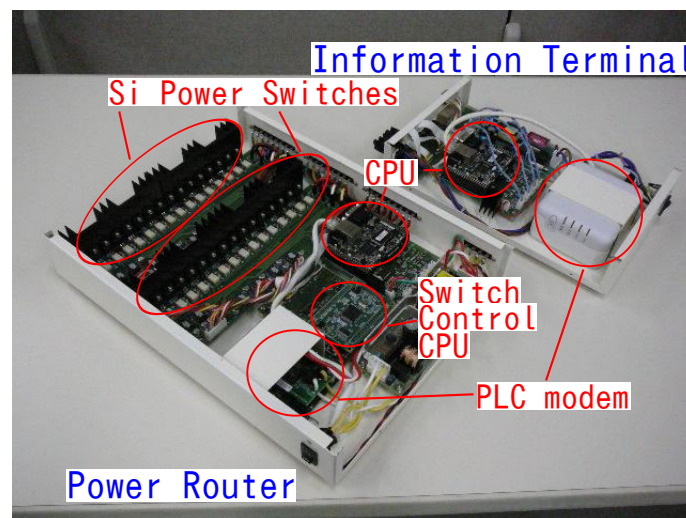 Information Terminal
Si Power Switches
CPU
Switch
Control
CPU
PLC modem
Power Router